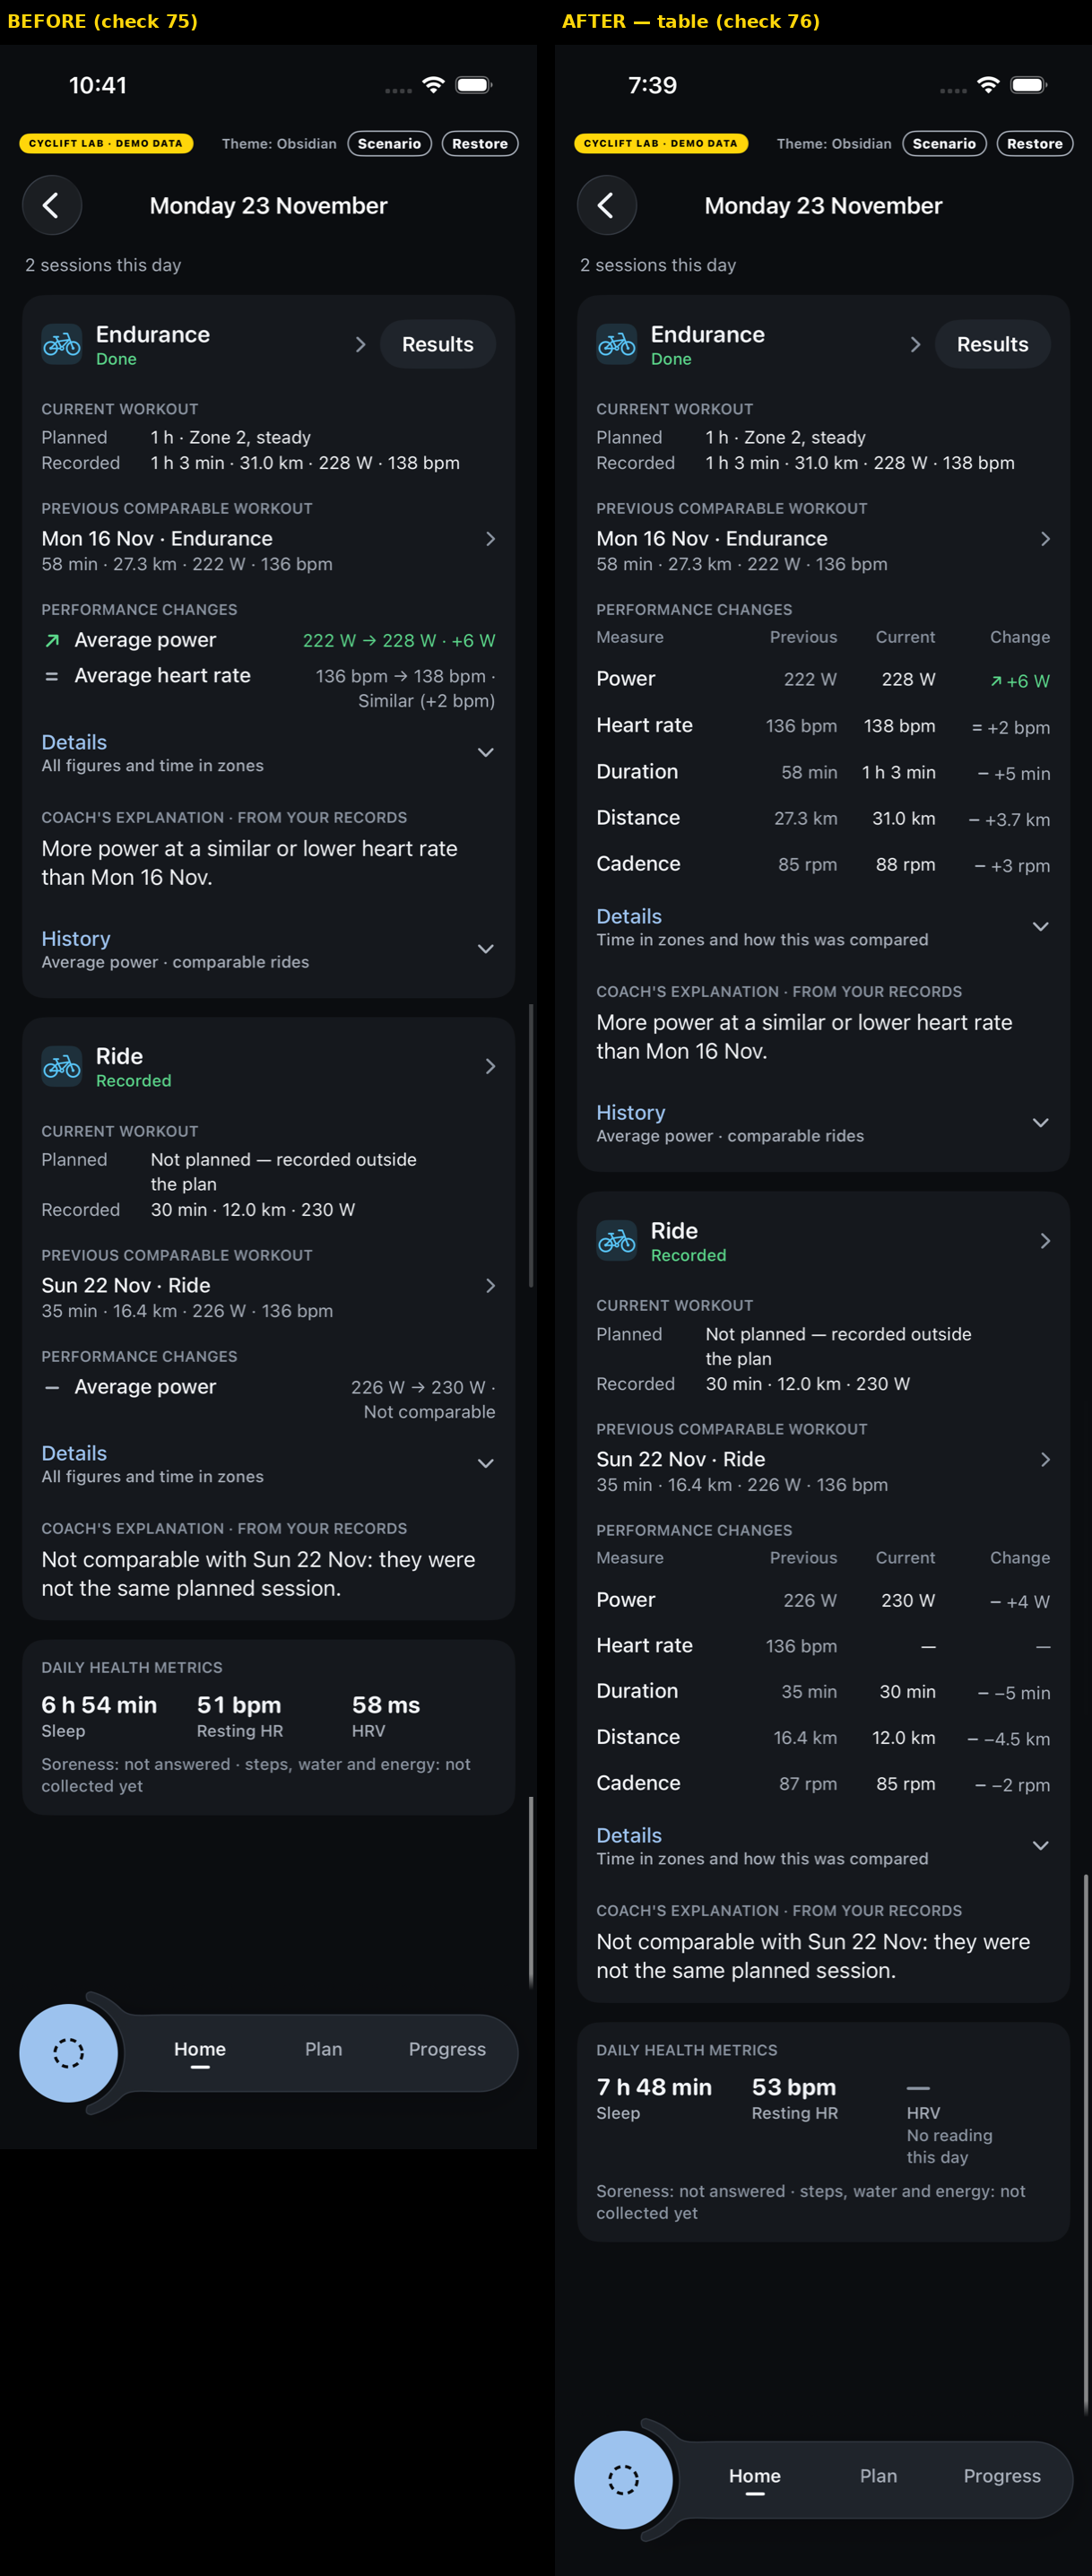 BEFORE (check 75)
10:41
CYCLIFT LAB · DEMO DATA Theme: Obsidian Scenario Restore
Monday 23 November
2 sessions this day
Endurance
Done
Results
CURRENT WORKOUT
Planned 1 h · Zone 2, steady
Recorded 1 h 3 min · 31.0 km · 228 W · 138 bpm
PREVIOUS COMPARABLE WORKOUT
Mon 16 Nov · Endurance
58 min · 27.3 km · 222 W · 136 bpm
PERFORMANCE CHANGES
↗ Average power 222 W → 228 W · +6 W
= Average heart rate 136 bpm → 138 bpm ·
Similar (+2 bpm)
Details
All figures and time in zones
COACH'S EXPLANATION · FROM YOUR RECORDS
More power at a similar or lower heart rate
than Mon 16 Nov.
History
Average power · comparable rides
Ride
Recorded
CURRENT WORKOUT
Planned Not planned — recorded outside
the plan
Recorded 30 min · 12.0 km · 230 W
PREVIOUS COMPARABLE WORKOUT
Sun 22 Nov · Ride
35 min · 16.4 km · 226 W · 136 bpm
PERFORMANCE CHANGES
– Average power 226 W → 230 W ·
Not comparable
Details
All figures and time in zones
COACH'S EXPLANATION · FROM YOUR RECORDS
Not comparable with Sun 22 Nov: they were
not the same planned session.
DAILY HEALTH METRICS
6 h 54 min 51 bpm 58 ms
Sleep Resting HR HRV
Soreness: not answered · steps, water and energy: not
collected yet
Home Plan Progress
AFTER — table (check 76)
7:39
CYCLIFT LAB · DEMO DATA Theme: Obsidian Scenario Restore
Monday 23 November
2 sessions this day
Endurance
Done
Results
CURRENT WORKOUT
Planned 1 h · Zone 2, steady
Recorded 1 h 3 min · 31.0 km · 228 W · 138 bpm
PREVIOUS COMPARABLE WORKOUT
Mon 16 Nov · Endurance
58 min · 27.3 km · 222 W · 136 bpm
PERFORMANCE CHANGES
Measure Previous Current Change
Power 222 W 228 W ↗ +6 W
Heart rate 136 bpm 138 bpm = +2 bpm
Duration 58 min 1 h 3 min – +5 min
Distance 27.3 km 31.0 km – +3.7 km
Cadence 85 rpm 88 rpm – +3 rpm
Details
Time in zones and how this was compared
COACH'S EXPLANATION · FROM YOUR RECORDS
More power at a similar or lower heart rate
than Mon 16 Nov.
History
Average power · comparable rides
Ride
Recorded
CURRENT WORKOUT
Planned Not planned — recorded outside
the plan
Recorded 30 min · 12.0 km · 230 W
PREVIOUS COMPARABLE WORKOUT
Sun 22 Nov · Ride
35 min · 16.4 km · 226 W · 136 bpm
PERFORMANCE CHANGES
Measure Previous Current Change
Power 226 W 230 W – +4 W
Heart rate 136 bpm — —
Duration 35 min 30 min – −5 min
Distance 16.4 km 12.0 km – −4.5 km
Cadence 87 rpm 85 rpm – −2 rpm
Details
Time in zones and how this was compared
COACH'S EXPLANATION · FROM YOUR RECORDS
Not comparable with Sun 22 Nov: they were
not the same planned session.
DAILY HEALTH METRICS
7 h 48 min 53 bpm —
Sleep Resting HR HRV
No reading
this day
Soreness: not answered · steps, water and energy: not
collected yet
Home Plan Progress